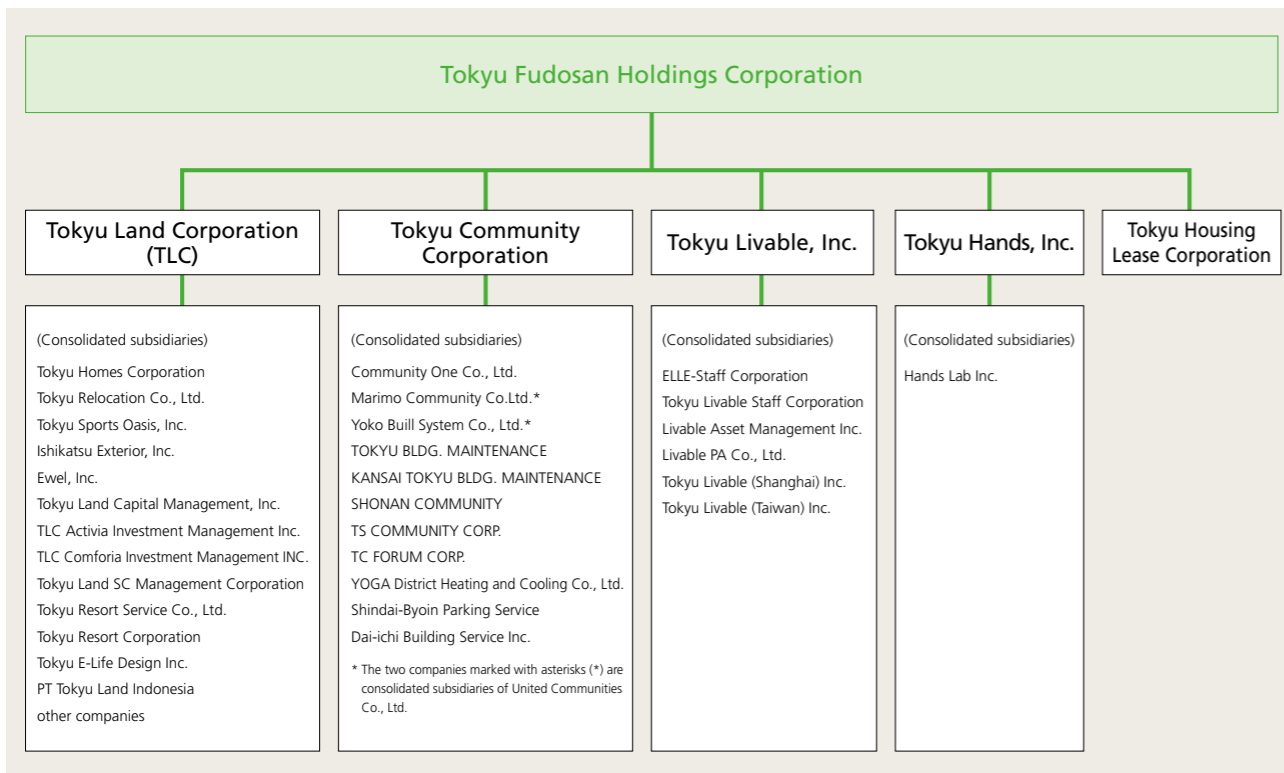 Tokyu Fudosan Holdings Corporation
Tokyu Land Corporation
(TLC)
Tokyu Community
Corporation
Tokyu Livable, Inc.
Tokyu Hands, Inc.
Tokyu Housing
Lease Corporation
(Consolidated subsidiaries)
Tokyu Homes Corporation
Tokyu Relocation Co., Ltd.
Tokyu Sports Oasis, Inc.
Ishikatsu Exterior, Inc.
Ewel, Inc.
Tokyu Land Capital Management, Inc.
TLC Activia Investment Management Inc.
TLC Comforia Investment Management INC.
Tokyu Land SC Management Corporation
Tokyu Resort Service Co., Ltd.
Tokyu Resort Corporation
Tokyu E-Life Design Inc.
PT Tokyu Land Indonesia
other companies
(Consolidated subsidiaries)
Community One Co., Ltd.
Marimo Community Co.Ltd.*
Yoko Buill System Co., Ltd.*
TOKYU BLDG. MAINTENANCE
KANSAI TOKYU BLDG. MAINTENANCE
SHONAN COMMUNITY
TS COMMUNITY CORP.
TC FORUM CORP.
YOGA District Heating and Cooling Co., Ltd.
Shindai-Byoin Parking Service
Dai-ichi Building Service Inc.
* The two companies marked with asterisks (*) are
consolidated subsidiaries of United Communities
Co., Ltd.
(Consolidated subsidiaries)
ELLE-Staff Corporation
Tokyu Livable Staff Corporation
Livable Asset Management Inc.
Livable PA Co., Ltd.
Tokyu Livable (Shanghai) Inc.
Tokyu Livable (Taiwan) Inc.
(Consolidated subsidiaries)
Hands Lab Inc.